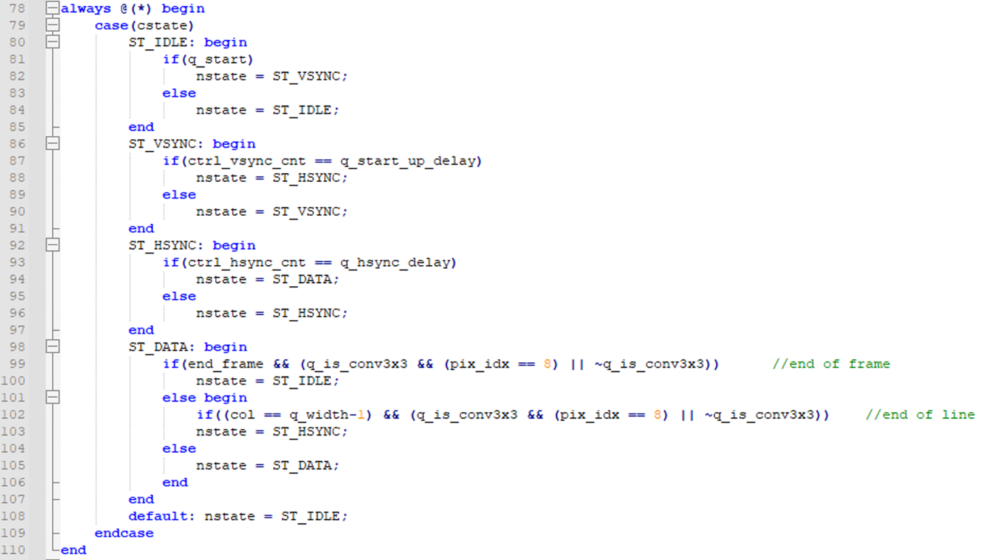 78 always @(*) begin
79 case(cstate)
80 ST_IDLE: begin
81 if(q_start)
82 nstate = ST_VSYNC;
83 else
84 nstate = ST_IDLE;
85 end
86 ST_VSYNC: begin
87 if(ctrl_vsync_cnt == q_start_up_delay)
88 nstate = ST_HSYNC;
89 else
90 nstate = ST_VSYNC;
91 end
92 ST_HSYNC: begin
93 if(ctrl_hsync_cnt == q_hsync_delay)
94 nstate = ST_DATA;
95 else
96 nstate = ST_HSYNC;
97 end
98 ST_DATA: begin
99 if(end_frame && (q_is_conv3x3 && (pix_idx == 8) || ~q_is_conv3x3)) //end of frame
100 nstate = ST_IDLE;
101 else begin
102 if((col == q_width-1) && (q_is_conv3x3 && (pix_idx == 8) || ~q_is_conv3x3)) //end of line
103 nstate = ST_HSYNC;
104 else
105 nstate = ST_DATA;
106 end
107 end
108 default: nstate = ST_IDLE;
109 endcase
110 end